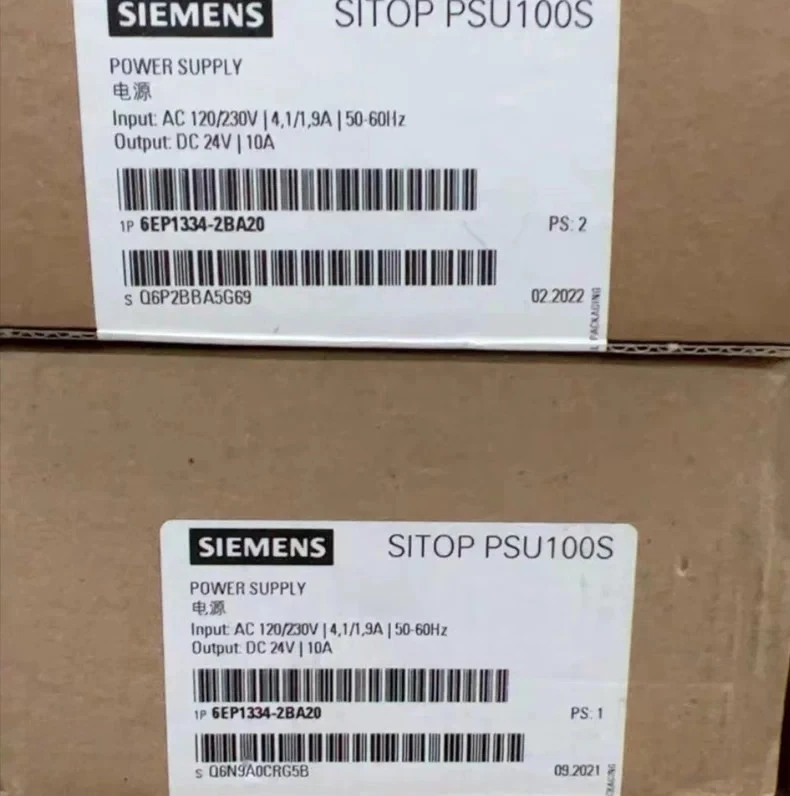 SIEMENS SITOP PSU100S
POWER SUPPLY
电源
Input: AC 120/230V | 4,1/1,9A | 50-60Hz
Output: DC 24V | 10A
1P 6EP1334-2BA20 PS: 2
S Q6P2BBA5G69 02.2022
PACKAGING
SIEMENS SITOP PSU100S
POWER SUPPLY
电源
Input: AC 120/230V | 4,1/1,9A | 50-60Hz
Output: DC 24V | 10A
1P 6EP1334-2BA20 PS: 1
S Q6N9A0CRG5B 09.2021